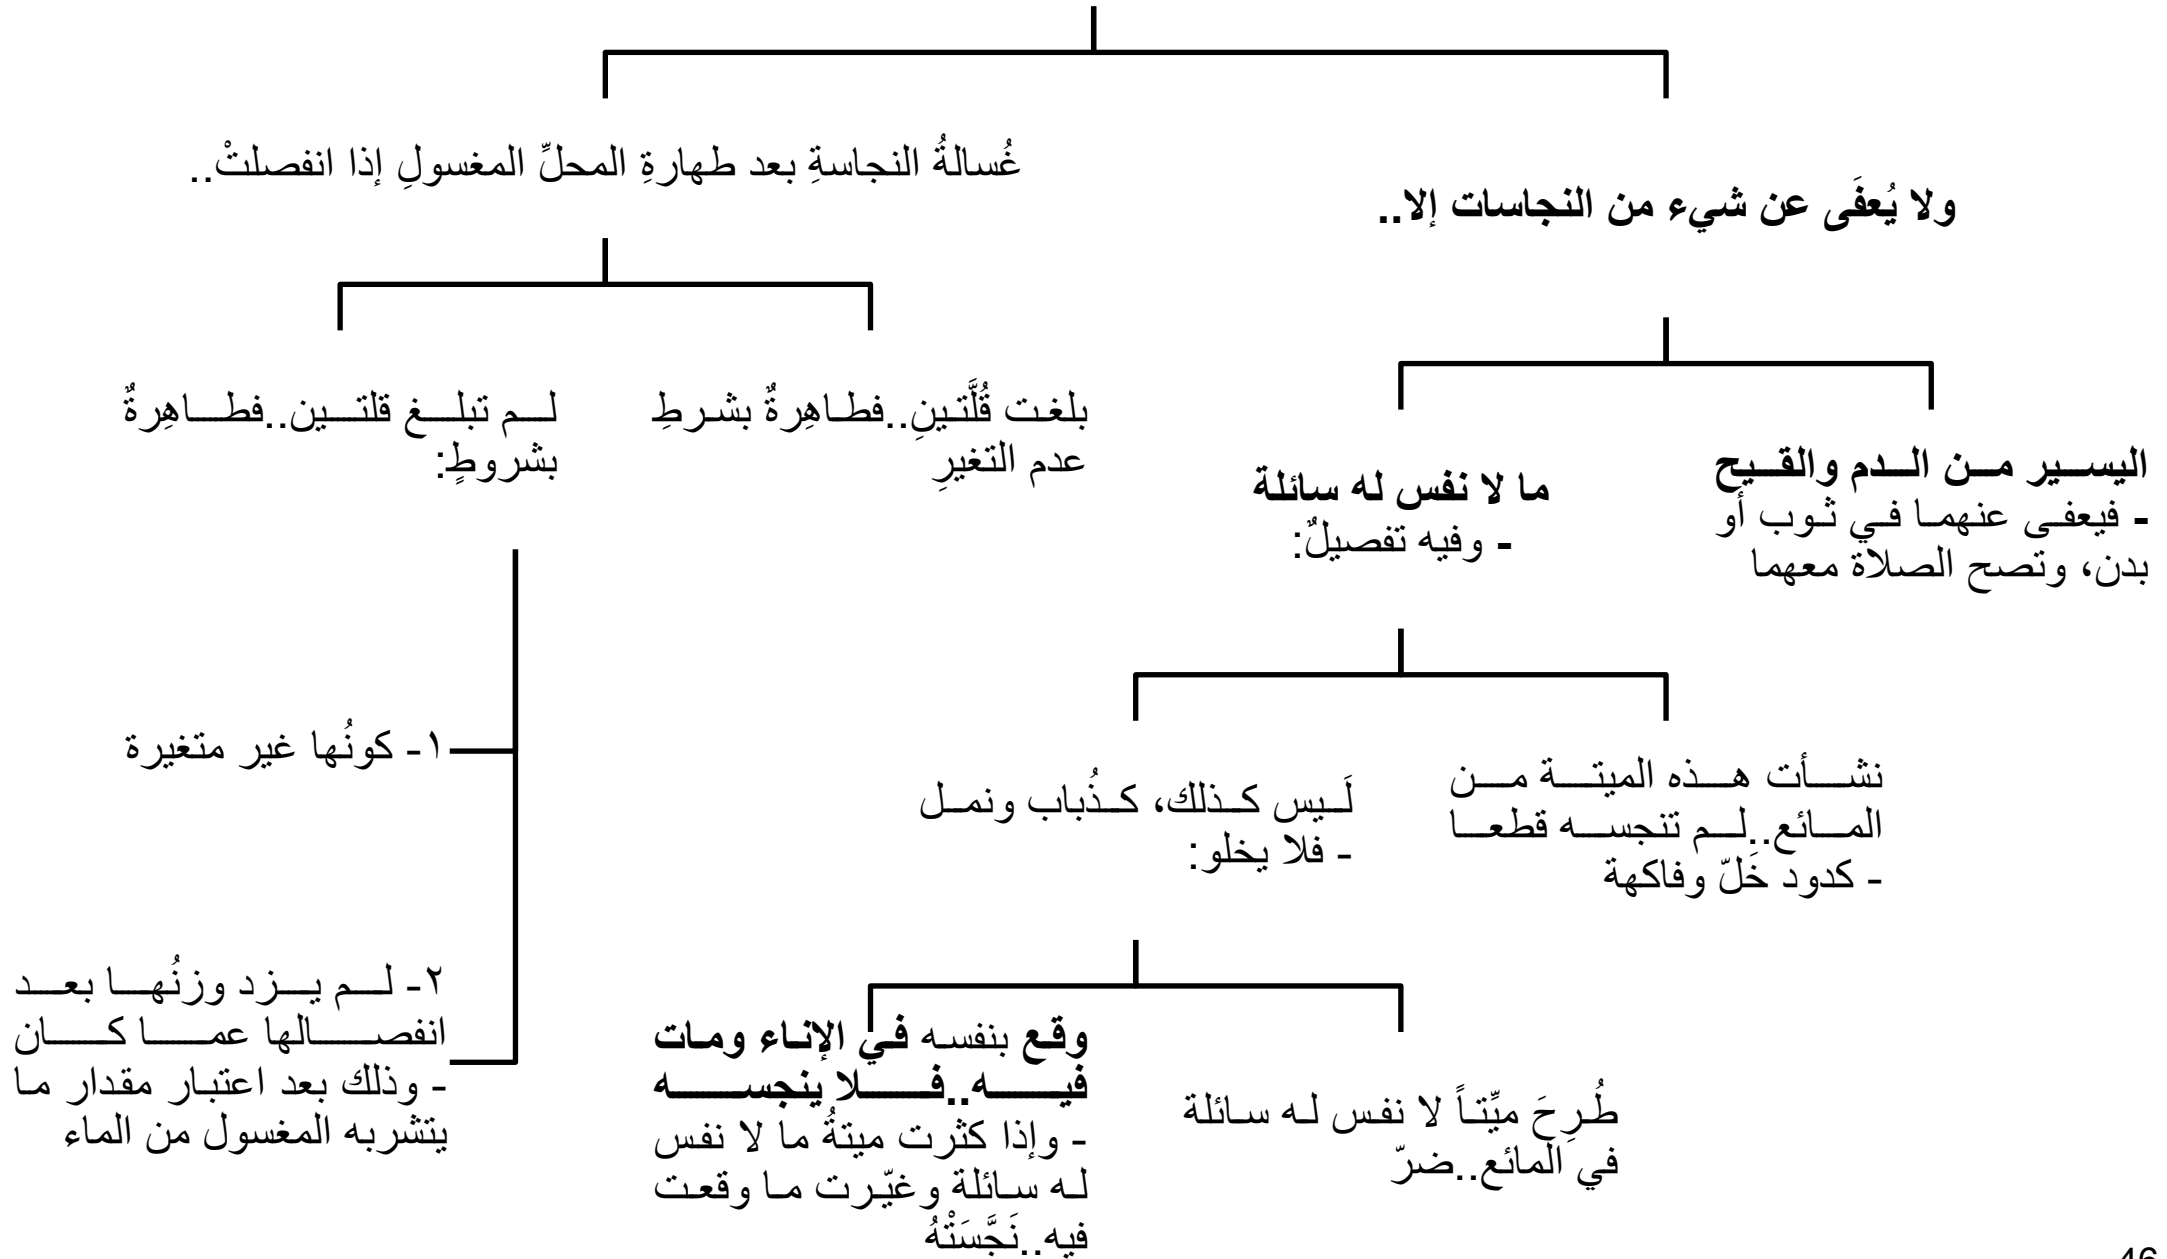 ولا يُعفَى عن شيء من النجاسات إلا..
اليسير من الدم والقيح
- فيعفى عنهما في ثوب أو
بدن، وتصح الصلاة معهما
ما لا نفس له سائلة
- وفيه تفصيلٌ:
نشأت هذه الميتة من
المائع..لم تنجسه قطعا
- كدود خَلّ وفاكهة
لَيس كذلك، كذُباب ونمل
- فلا يخلو:
طُرِحَ ميِّتاً لا نفس له سائلة
في المائع..ضرّ
وقع بنفسه في الإناء ومات
فيه..فلا ينجسه
- وإذا كثرت ميتةُ ما لا نفس
له سائلة وغيّرت ما وقعت
فيه..نَجَّسَتْهُ
غُسالةُ النجاسةِ بعد طهارةِ المحلِّ المغسولِ إذا انفصلتْ..
بلغت قُلَّتينِ..فطاهِرةٌ بشرطِ
عدم التغيرِ
لم تبلغ قلتين..فطاهِرةٌ
بشروطٍ:
١- كونُها غير متغيرة
٢- لم يزد وزنُها بعد
انفصالها عما كان
- وذلك بعد اعتبار مقدار ما
يتشربه المغسول من الماء
46